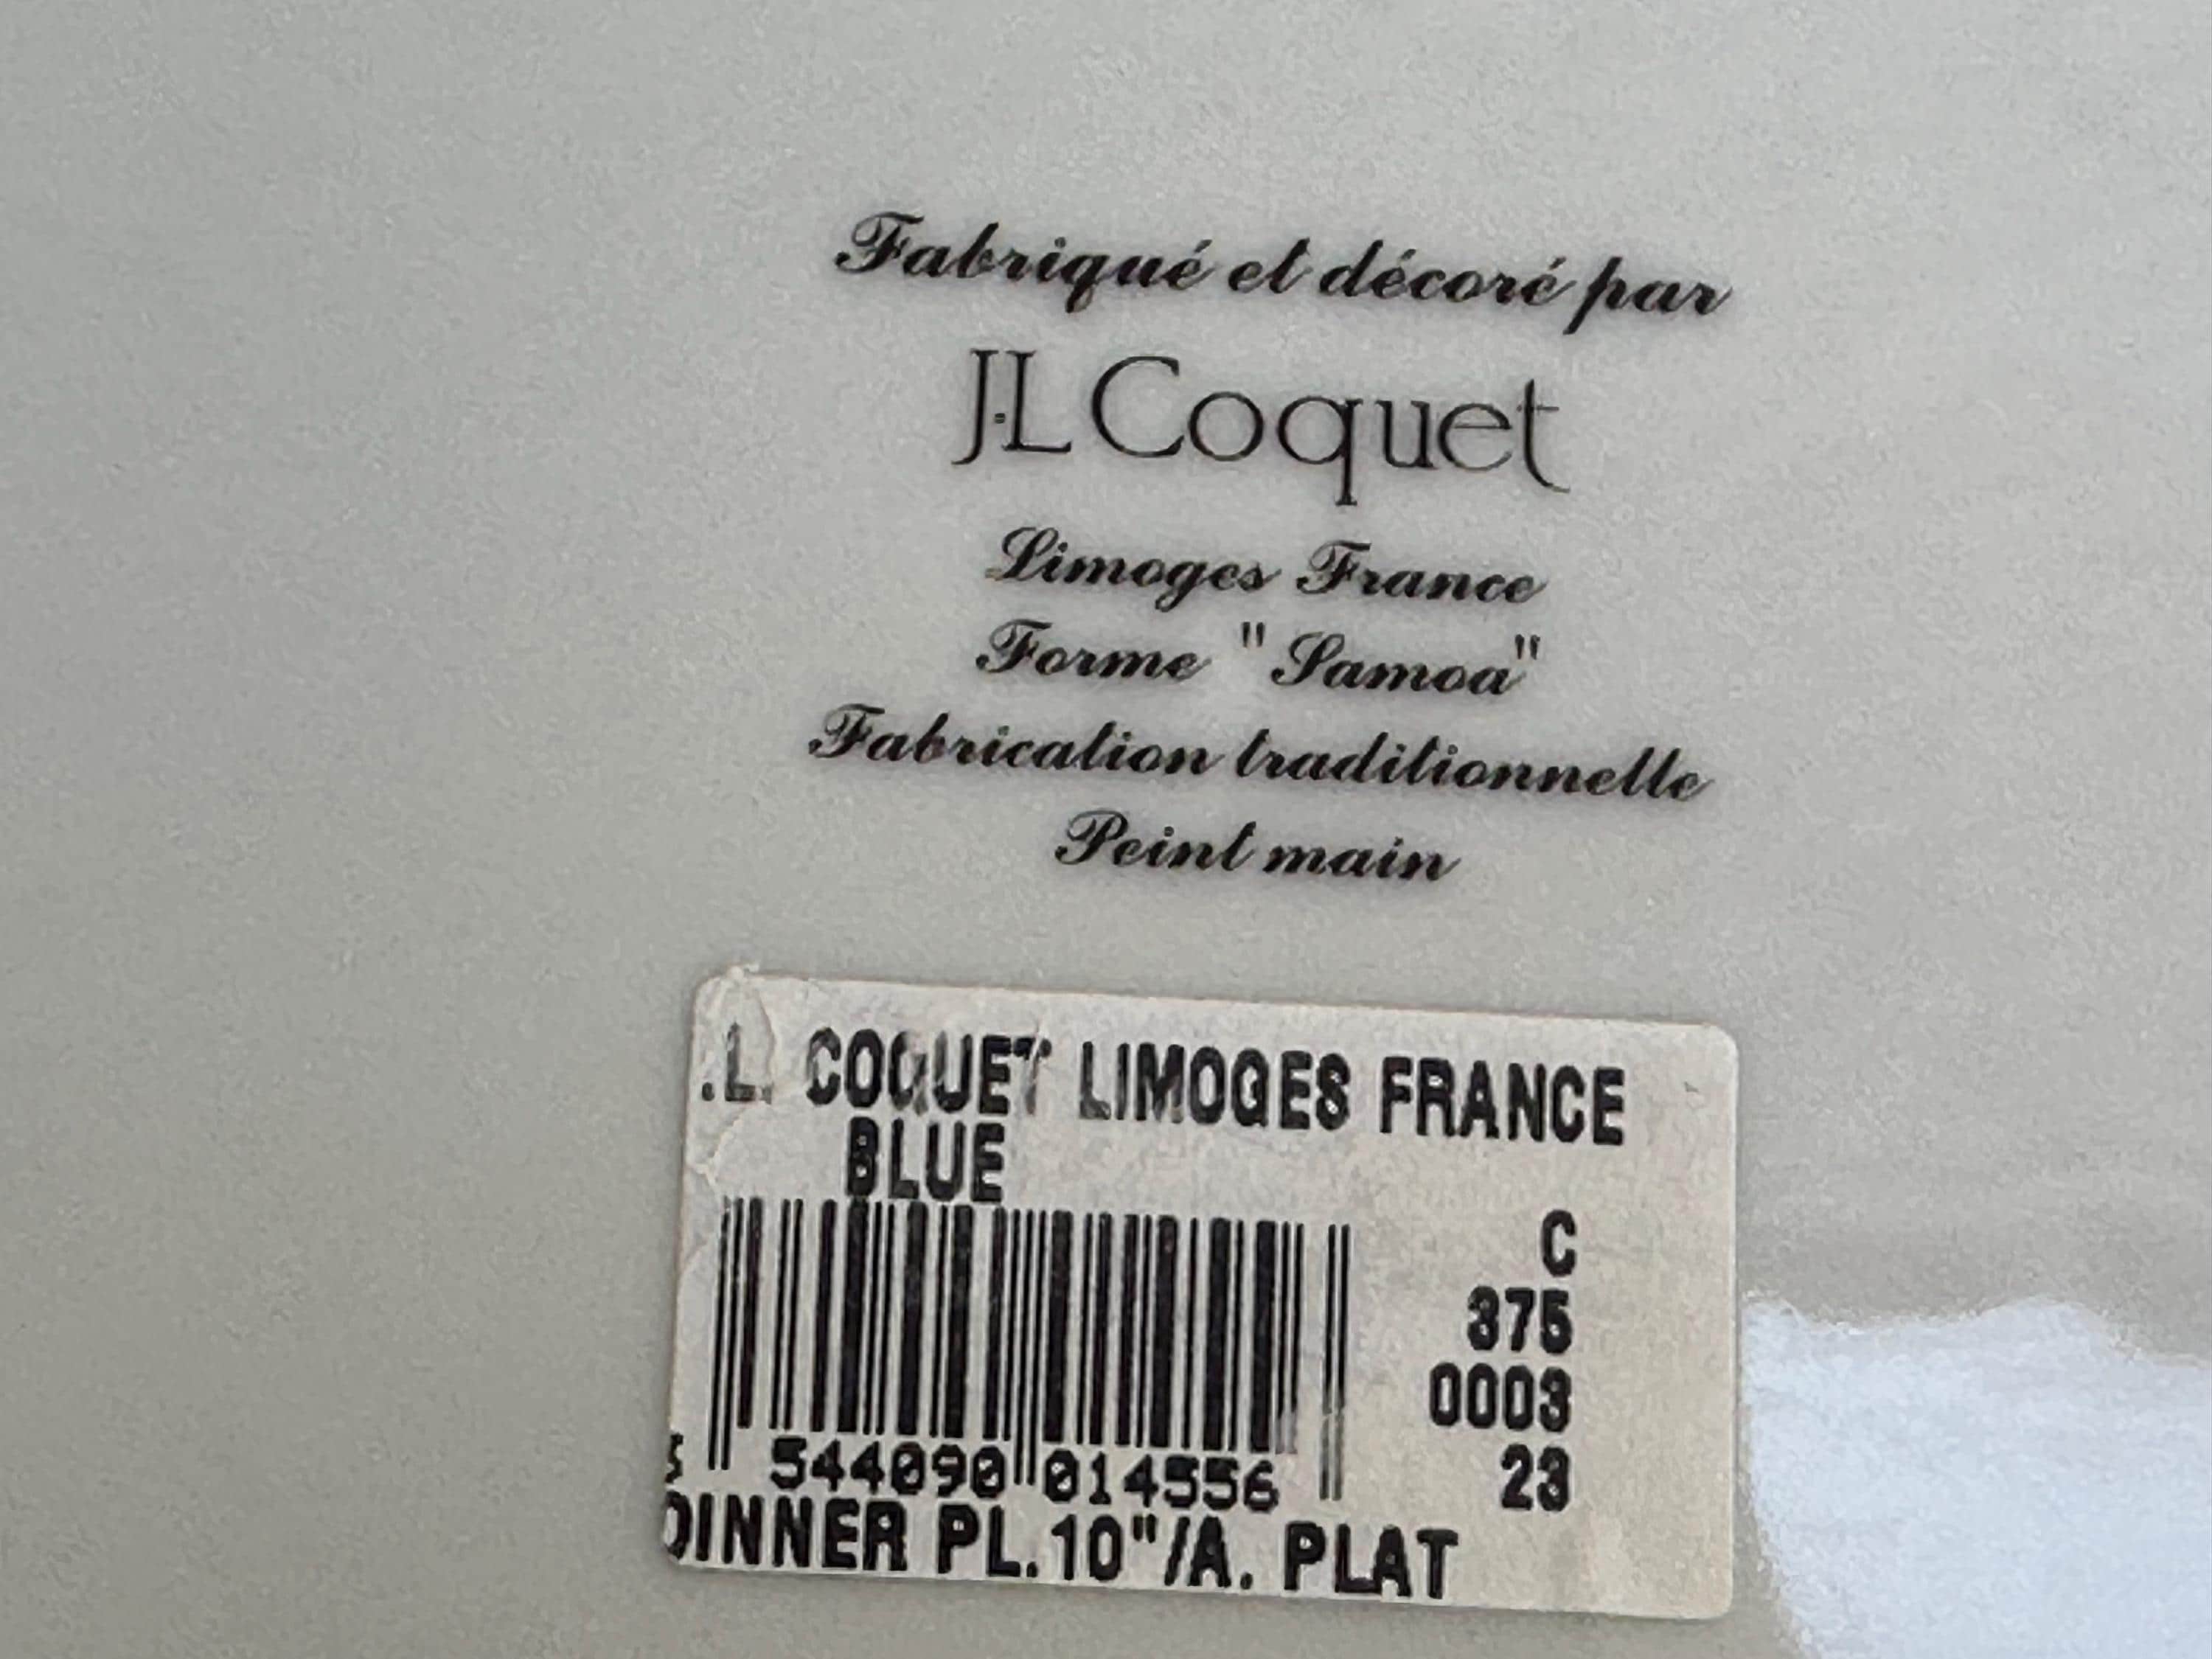 Fabriqué et décoré par
J-L Coquet
Limoges France
Forme "Samoa"
Fabrication traditionnelle
Peint main
.L. COQUET LIMOGES FRANCE
BLUE
C
375
0003
23
544090 014556
DINNER PL.10"/A. PLAT